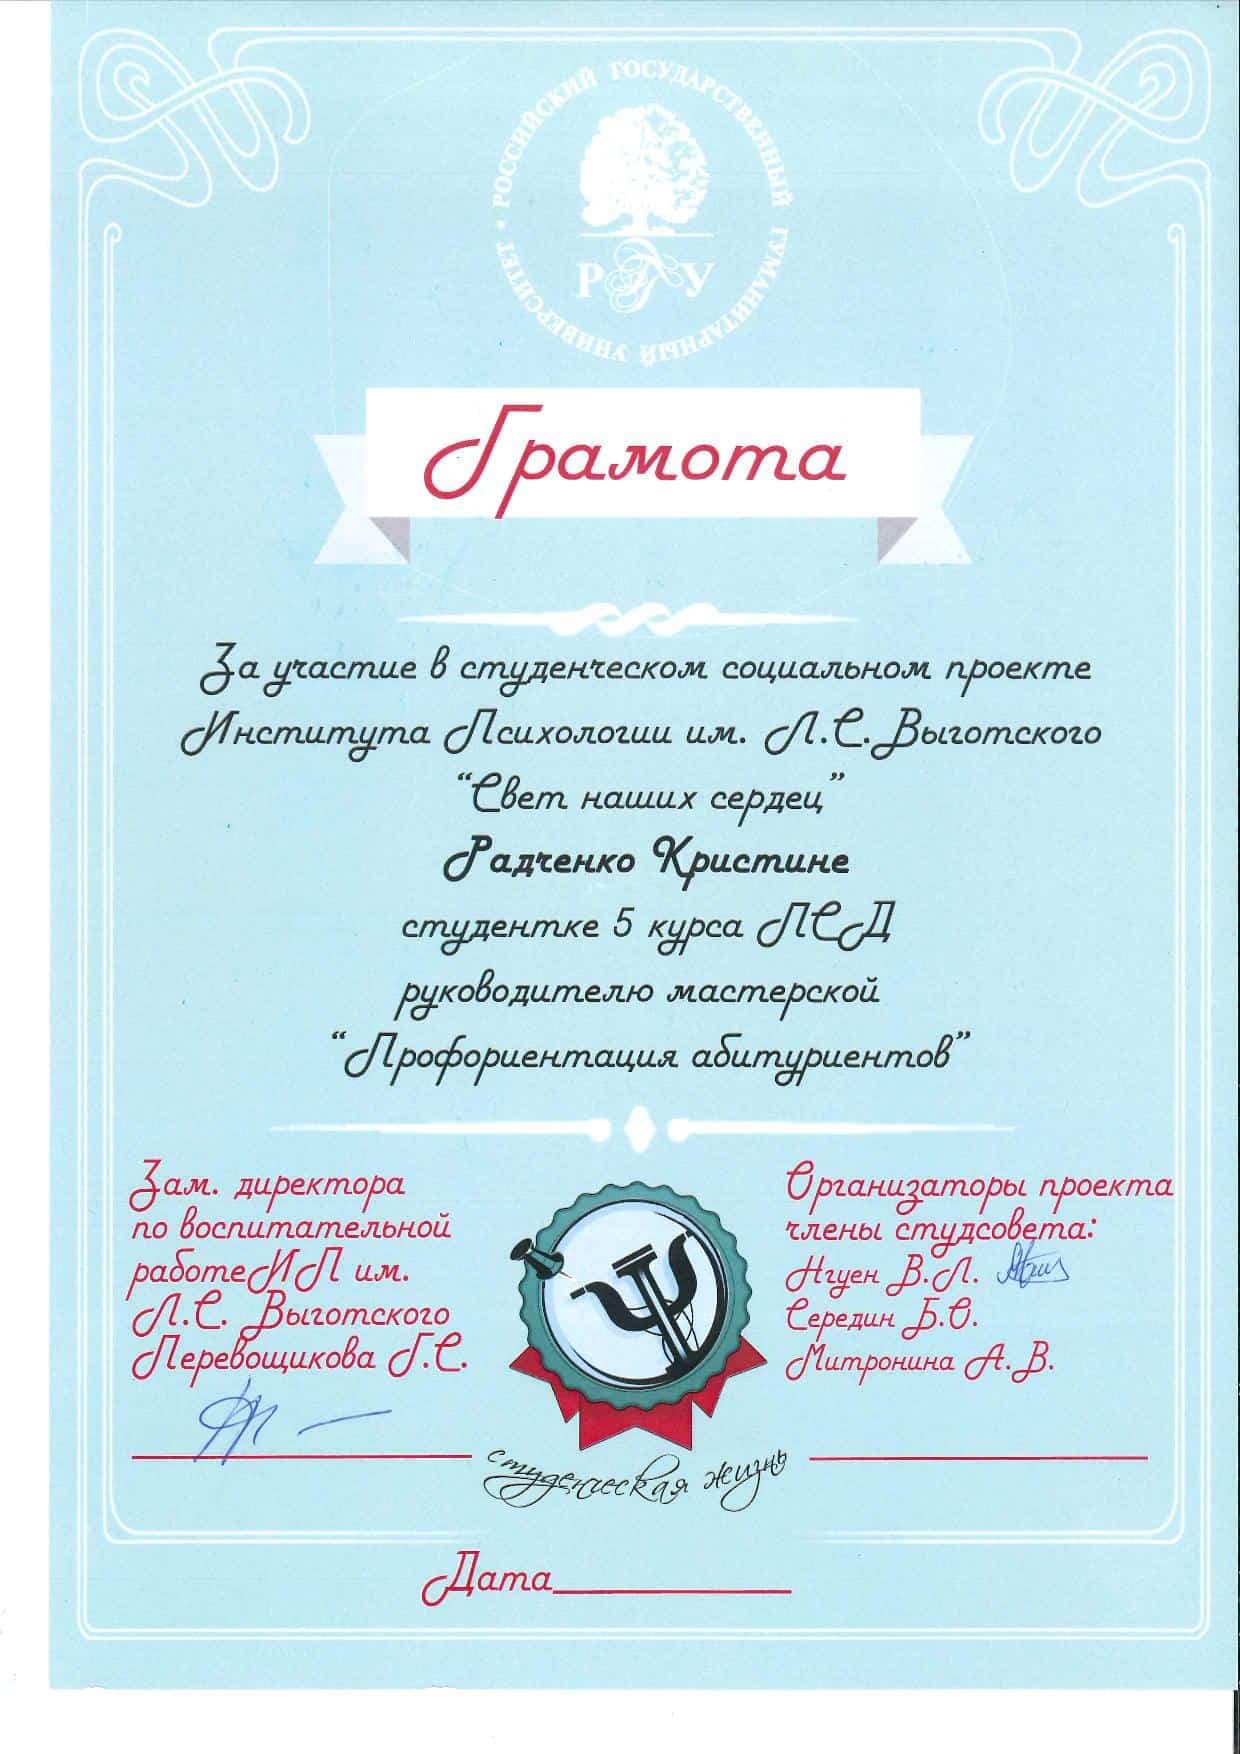 РОССИЙСКИЙ ГОСУДАРСТВЕННЫЙ ГУМАНИТАРНЫЙ УНИВЕРСИТЕТ •
РГГУ
Грамота
За участие в студенческом социальном проекте
Института Психологии им. Л.С.Выготского
“Свет наших сердец”
Радченко Кристине
студентке 5 курса ПСД
руководителю мастерской
“Профориентация абитуриентов”
Зам. директора
по воспитательной
работеИП им.
Л.С. Выготского
Перевощикова Г.С.
Организаторы проекта
члены студсовета:
Нгуен В.Л.
Середин Б.О.
Митронина А.В.
студенческая жизнь
Дата